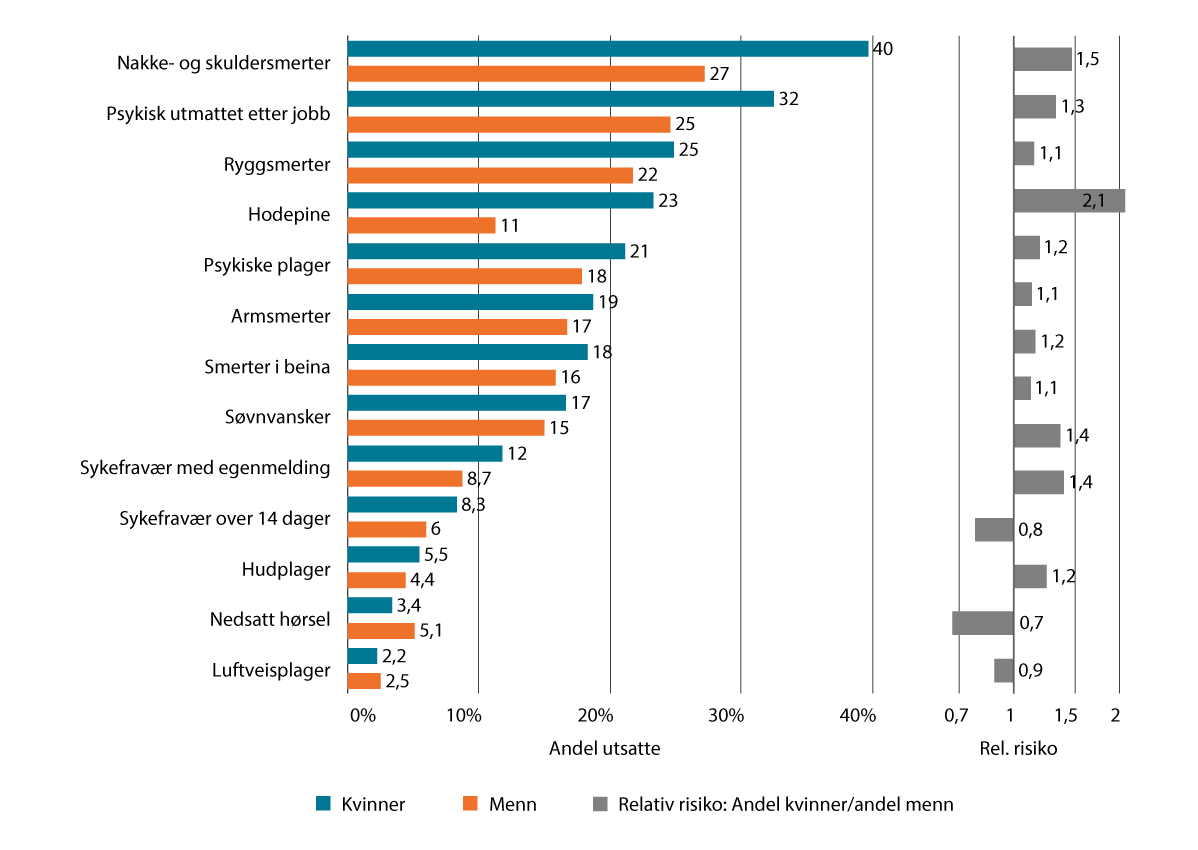 Nakke- og skuldersmerter
40
27
1,5
Psykisk utmattet etter jobb
32
25
1,3
Ryggsmerter
25
22
1,1
Hodepine
23
11
2,1
Psykiske plager
21
18
1,2
Armsmerter
19
17
1,1
Smerter i beina
18
16
1,2
Søvnvansker
17
15
1,1
Sykefravær med egenmelding
12
8,7
1,4
Sykefravær over 14 dager
8,3
6
1,4
0,8
Hudplager
5,5
4,4
1,2
Nedsatt hørsel
3,4
5,1
0,7
Luftveisplager
2,2
2,5
0,9
0% 10% 20% 30% 40% 0,7 1 1,5 2
Andel utsatte Rel. risiko
Kvinner Menn Relativ risiko: Andel kvinner/andel menn